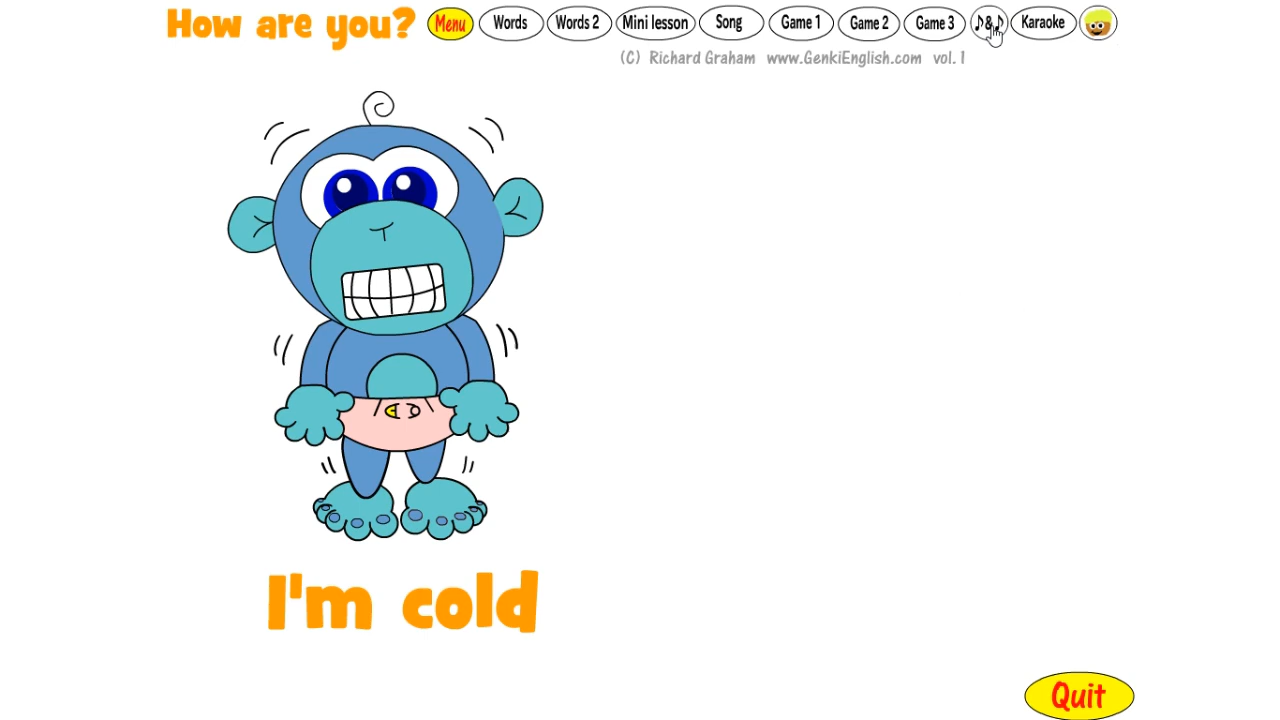 How are you? Menu Words Words 2 Mini lesson Song Game 1 Game 2 Game 3 ♪&♪ Karaoke
(C) Richard Graham www.GenkiEnglish.com vol. 1
I'm cold
Quit